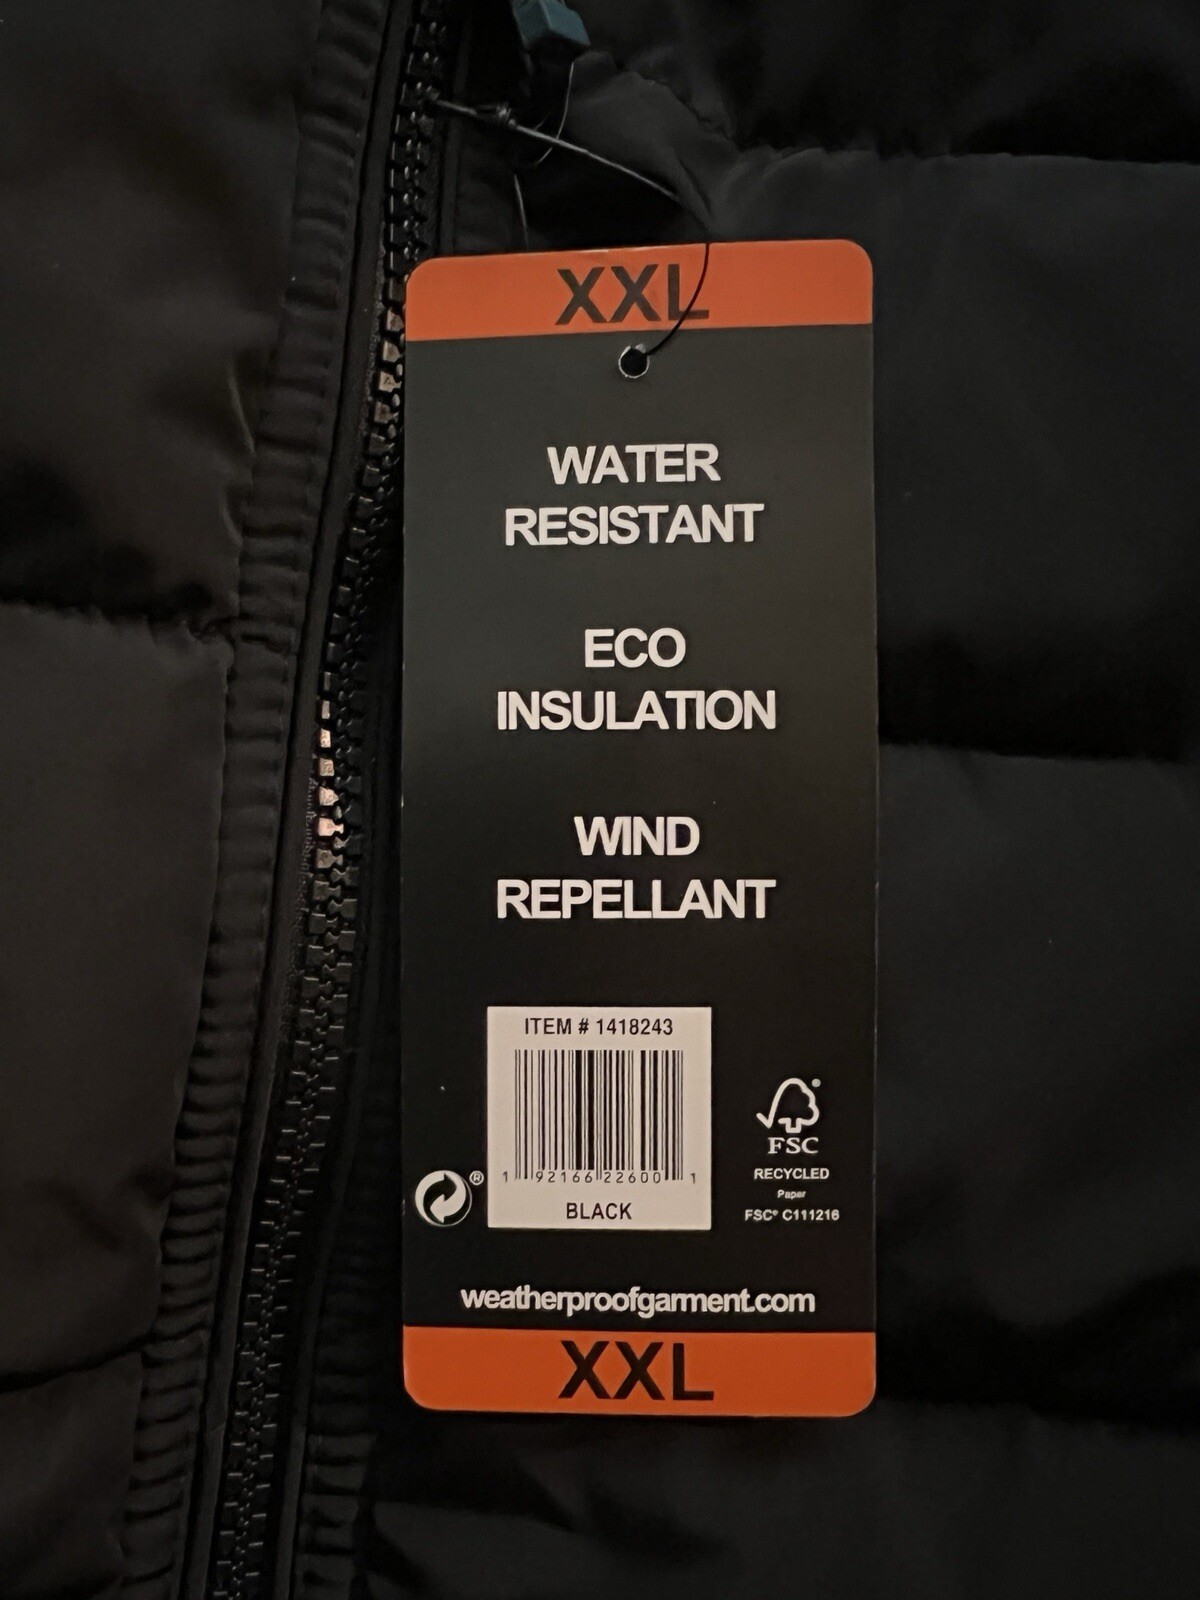 XXL
WATER
RESISTANT
ECO
INSULATION
WIND
REPELLANT
ITEM # 1418243
1 92166 22600 1
BLACK
®
FSC®
RECYCLED
Paper
FSC® C111216
weatherproofgarment.com
XXL